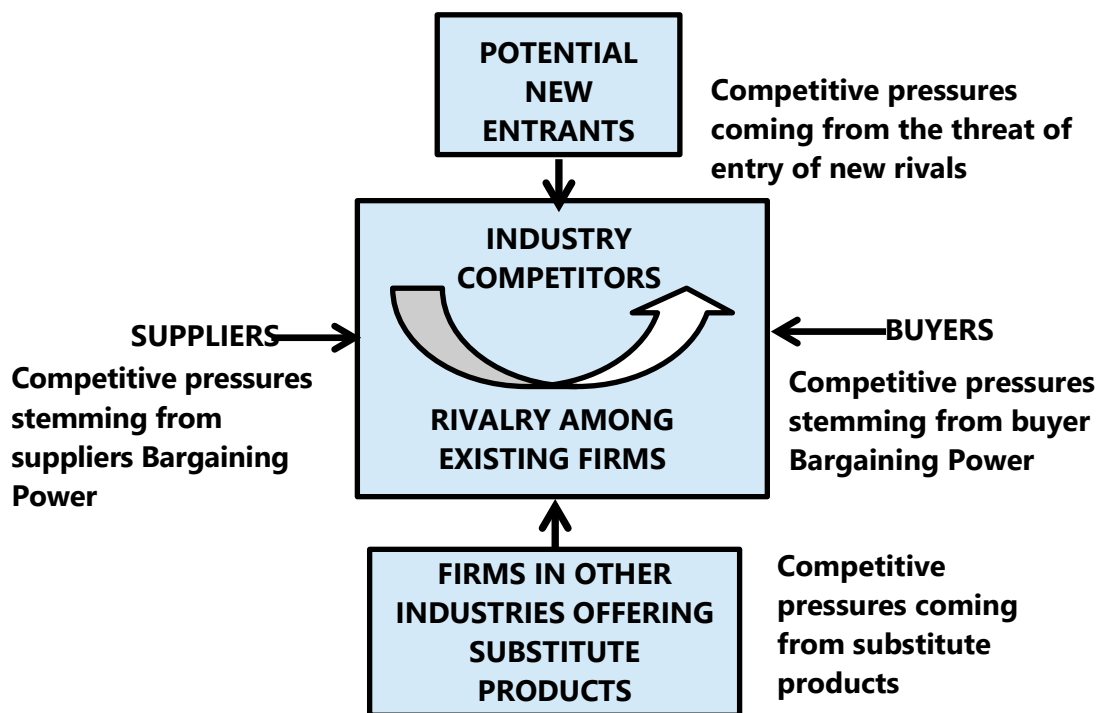 POTENTIAL
NEW
ENTRANTS
Competitive pressures
coming from the threat of
entry of new rivals
INDUSTRY
COMPETITORS
SUPPLIERS
Competitive pressures
stemming from
suppliers Bargaining
Power
BUYERS
Competitive pressures
stemming from buyer
Bargaining Power
RIVALRY AMONG
EXISTING FIRMS
FIRMS IN OTHER
INDUSTRIES OFFERING
SUBSTITUTE
PRODUCTS
Competitive
pressures coming
from substitute
products